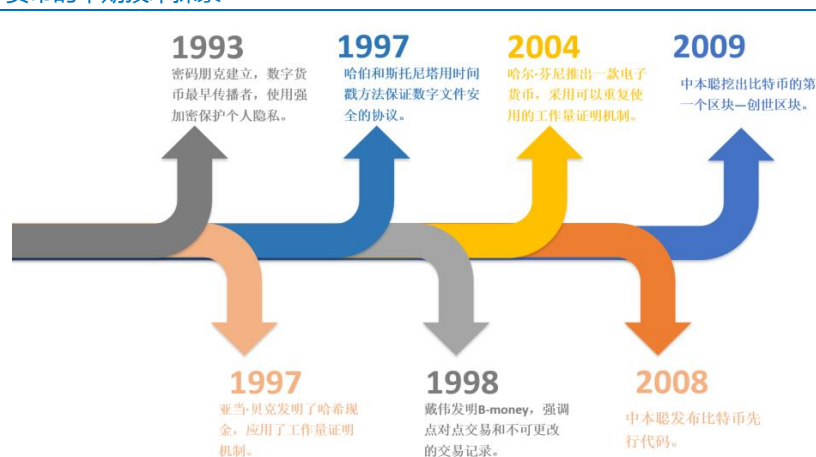 1993
密码朋克建立，数字货
币最早传播者，使用强
加密保护个人隐私。
1997
哈伯和斯托尼塔用时间
戳方法保证数字文件安
全的协议。
2004
哈尔·芬尼推出一款电子
货币，采用可以重复使
用的工作量证明机制。
2009
中本聪挖出比特币的第
一个区块—创世区块。
1997
亚当·贝克发明了哈希现
金，应用了工作量证明
机制。
1998
戴伟发明B-money，强调
点对点交易和不可更改
的交易记录。
2008
中本聪发布比特币先
行代码。